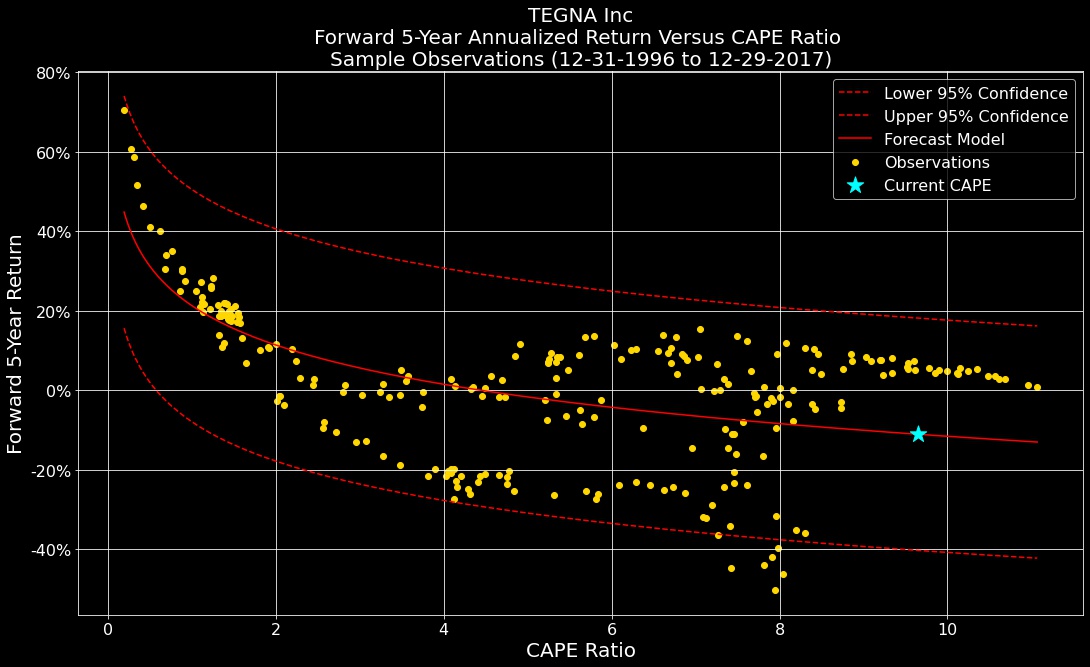 TEGNA Inc
Forward 5-Year Annualized Return Versus CAPE Ratio
Sample Observations (12-31-1996 to 12-29-2017)
80%
60%
40%
20%
0%
-20%
-40%
Forward 5-Year Return
Lower 95% Confidence
Upper 95% Confidence
Forecast Model
Observations
Current CAPE
0 2 4 6 8 10
CAPE Ratio